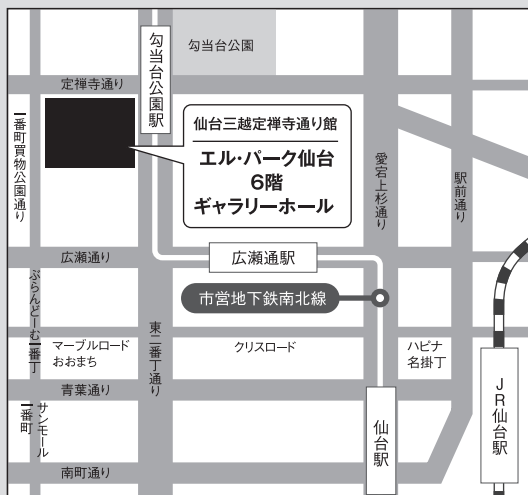 勾当台公園
勾当台公園駅
定禅寺通り
仙台三越定禅寺通り館
エル・パーク仙台
6階
ギャラリーホール
一番町買物公園通り
愛宕上杉通り
駅前通り
広瀬通り
広瀬通駅
市営地下鉄南北線
ぶらんどーむ一番丁
マーブルロード
おおまち
東二番丁通り
クリスロード
ハピナ
名掛丁
青葉通り
サンモール
一番町
仙台駅
JR仙台駅
南町通り